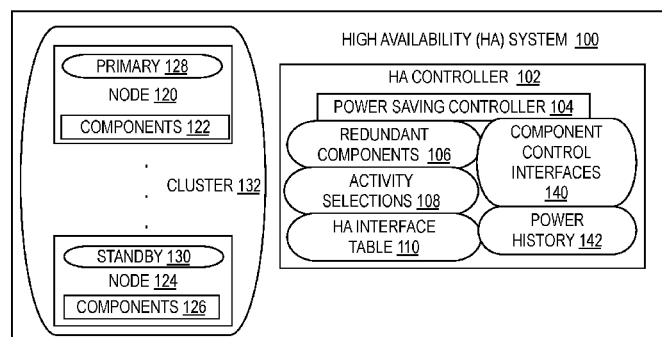 HIGH AVAILABILITY (HA) SYSTEM 100
PRIMARY 128
NODE 120
COMPONENTS 122
CLUSTER 132
STANDBY 130
NODE 124
COMPONENTS 126
HA CONTROLLER 102
POWER SAVING CONTROLLER 104
REDUNDANT
COMPONENTS 106
ACTIVITY
SELECTIONS 108
HA INTERFACE
TABLE 110
COMPONENT
CONTROL
INTERFACES
140
POWER
HISTORY 142